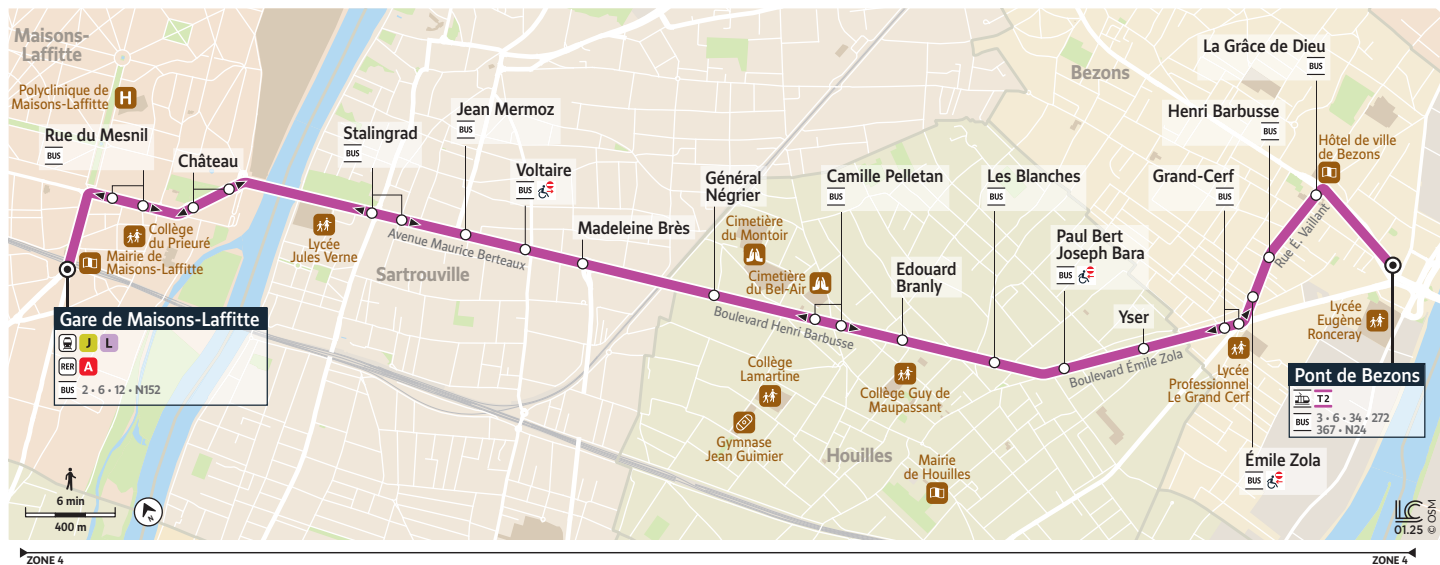 Maisons-
Laffitte
Polyclinique de
Maisons-Laffitte
H
Rue du Mesnil
BUS
Château
Collège
du Prieuré
Mairie de
Maisons-Laffitte
Gare de Maisons-Laffitte
J L
RER A
BUS 2 • 6 • 12 • N152
6 min
400 m
N
Stalingrad
BUS
Lycée
Jules Verne
Jean Mermoz
BUS
Voltaire
BUS
Avenue Maurice Berteaux
Sartrouville
Madeleine Brès
Général
Négrier
Cimetière
du Montoir
Cimetière
du Bel-Air
Camille Pelletan
BUS
Boulevard Henri Barbusse
Edouard
Branly
Collège
Lamartine
Gymnase
Jean Guimier
Collège Guy de
Maupassant
Houilles
Mairie
de Houilles
Les Blanches
BUS
Paul Bert
Joseph Bara
BUS
Yser
Boulevard Émile Zola
Bezons
La Grâce de Dieu
BUS
Henri Barbusse
BUS
Grand-Cerf
BUS
Hôtel de ville
de Bezons
Rue É. Vaillant
Lycée
Professionnel
Le Grand Cerf
Lycée
Eugène
Ronceray
Émile Zola
BUS
Pont de Bezons
T2
BUS 3 • 6 • 34 • 272
367 • N24
LC
01.25 © OSM
ZONE 4
ZONE 4